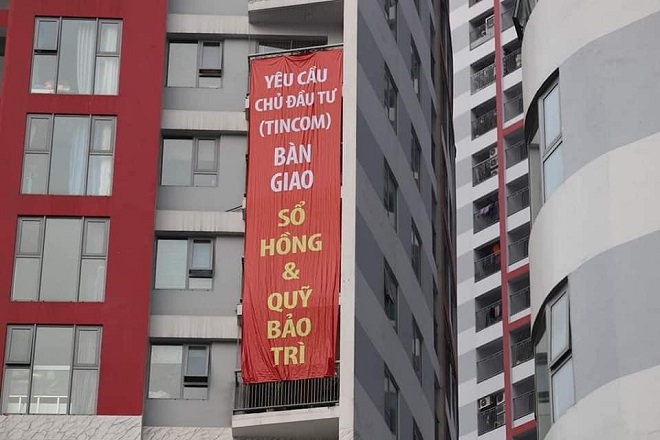 YÊU CẦU
CHỦ ĐẦU TƯ
(TINCOM)
BÀN
GIAO
SỔ
HỒNG
&
QUỸ
BẢO
TRÌ